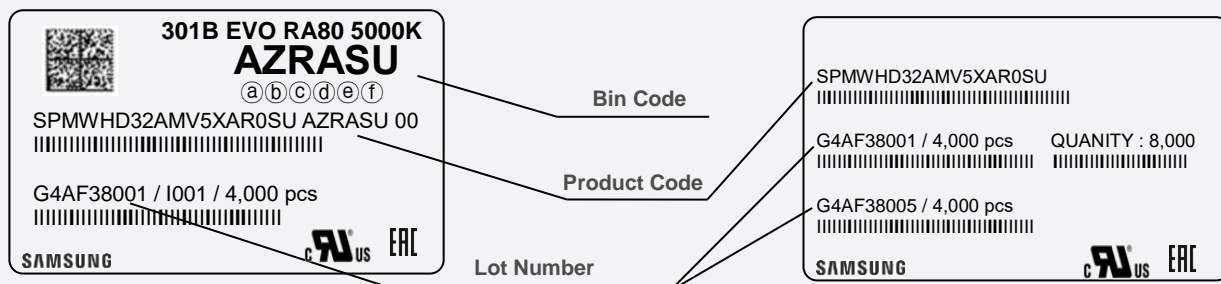 301B EVO RA80 5000K
AZRASU
ⓐⓑⓒⓓⓔⓕ
SPMWHD32AMV5XAR0SU AZRASU 00
G4AF38001 / I001 / 4,000 pcs
c RU US EAC
SAMSUNG
Bin Code
Product Code
Lot Number
SPMWHD32AMV5XAR0SU
G4AF38001 / 4,000 pcs QUANITY : 8,000
G4AF38005 / 4,000 pcs
c RU US EAC
SAMSUNG